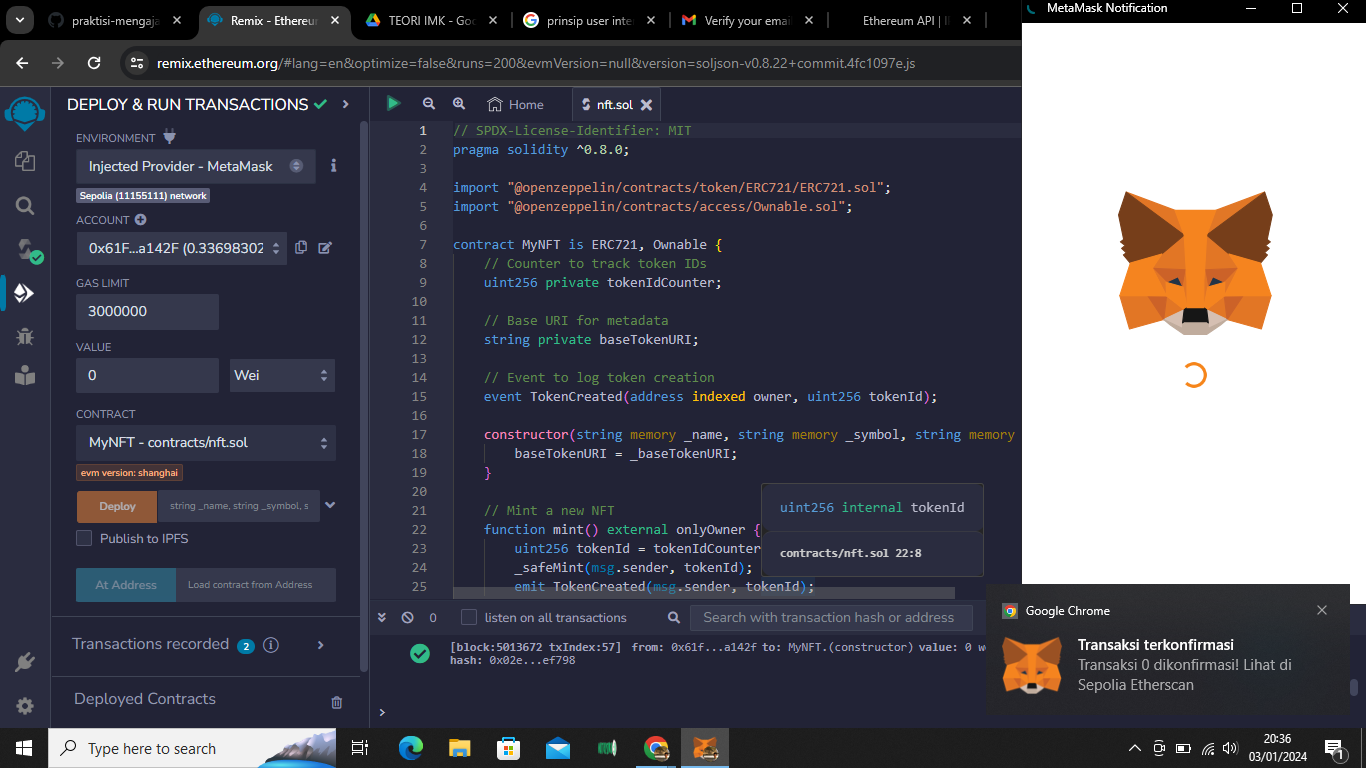 praktisi-mengaja
Remix - Ethereu
TEORI IMK - Goo
prinsip user inte
Verify your emai
Ethereum API | I
MetaMask Notification
remix.ethereum.org/#lang=en&optimize=false&runs=200&evmVersion=null&version=soljson-v0.8.22+commit.4fc1097e.js
DEPLOY & RUN TRANSACTIONS
Home
nft.sol
ENVIRONMENT
Injected Provider - MetaMask
Sepolia (11155111) network
ACCOUNT
0x61F...a142F (0.33698302
GAS LIMIT
3000000
VALUE
0
Wei
CONTRACT
MyNFT - contracts/nft.sol
evm version: shanghai
Deploy
string _name, string _symbol, s
Publish to IPFS
At Address
Load contract from Address
Transactions recorded 2 i
Deployed Contracts
1 // SPDX-License-Identifier: MIT
2 pragma solidity ^0.8.0;
3
4 import "@openzeppelin/contracts/token/ERC721/ERC721.sol";
5 import "@openzeppelin/contracts/access/Ownable.sol";
6
7 contract MyNFT is ERC721, Ownable {
8 // Counter to track token IDs
9 uint256 private tokenIdCounter;
10
11 // Base URI for metadata
12 string private baseTokenURI;
13
14 // Event to log token creation
15 event TokenCreated(address indexed owner, uint256 tokenId);
16
17 constructor(string memory _name, string memory _symbol, string memory
18 baseTokenURI = _baseTokenURI;
19 }
20
21 // Mint a new NFT
22 function mint() external onlyOwner {
23 uint256 tokenId = tokenIdCounter
24 _safeMint(msg.sender, tokenId);
25 emit TokenCreated(msg.sender, tokenId);
uint256 internal tokenId
contracts/nft.sol 22:8
0
listen on all transactions
Search with transaction hash or address
[block:5013672 txIndex:57] from: 0x61f...a142f to: MyNFT.(constructor) value: 0 w
hash: 0x02e...ef798
>
Google Chrome
Transaksi terkonfirmasi
Transaksi 0 dikonfirmasi! Lihat di
Sepolia Etherscan
Type here to search
20:36
03/01/2024
1